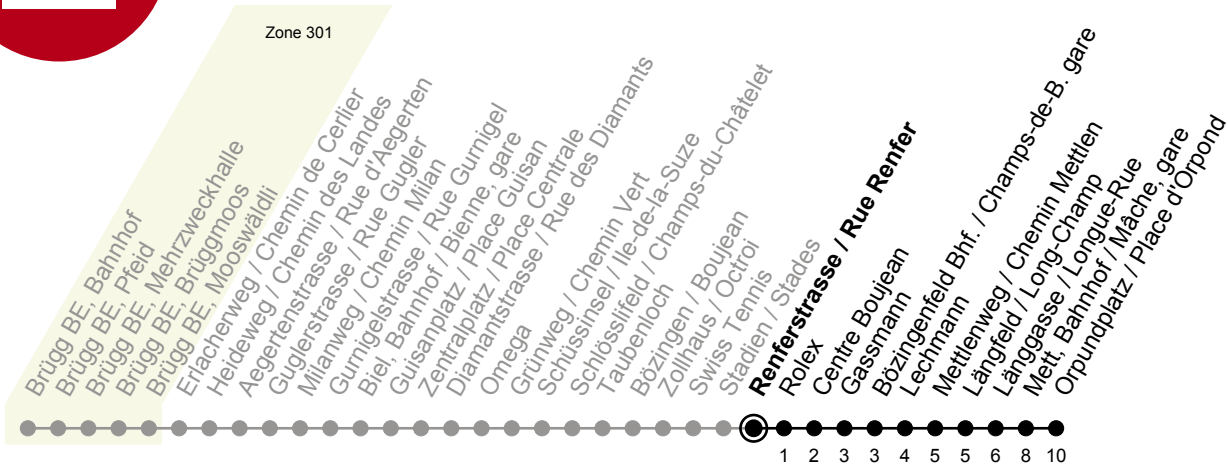 Zone 301
Brügg BE, Bahnhof
Brügg BE, Pfeid
Brügg BE, Mehrzweckhalle
Brügg BE, Brüggmoos
Brügg BE, Mooswäldli
Erlacherweg / Chemin de Cerlier
Heideweg / Chemin des Landes
Aegertenstrasse / Rue d'Aegerten
Guglerstrasse / Rue Gugler
Milanweg / Chemin Milan
Gurnigelstrasse / Rue Gurnigel
Biel, Bahnhof / Bienne, gare
Guisanplatz / Place Guisan
Zentralplatz / Place Centrale
Diamantstrasse / Rue des Diamants
Omega
Grünweg / Chemin Vert
Schüssinsel / Ile-de-la-Suze
Schlösslifeld / Champs-du-Châtelet
Taubenloch
Bözingen / Boujean
Zollhaus / Octroi
Swiss Tennis
Stadien / Stades
Renferstrasse / Rue Renfer
Rolex
Centre Boujean
Gassmann
Bözingenfeld Bhf. / Champs-de-B. gare
Lechmann
Mettlenweg / Chemin Mettlen
Längfeld / Long-Champ
Länggasse / Longue-Rue
Mett, Bahnhof / Mâche, gare
Orpundplatz / Place d'Orpond
1 2 3 3 4 5 5 6 8 10